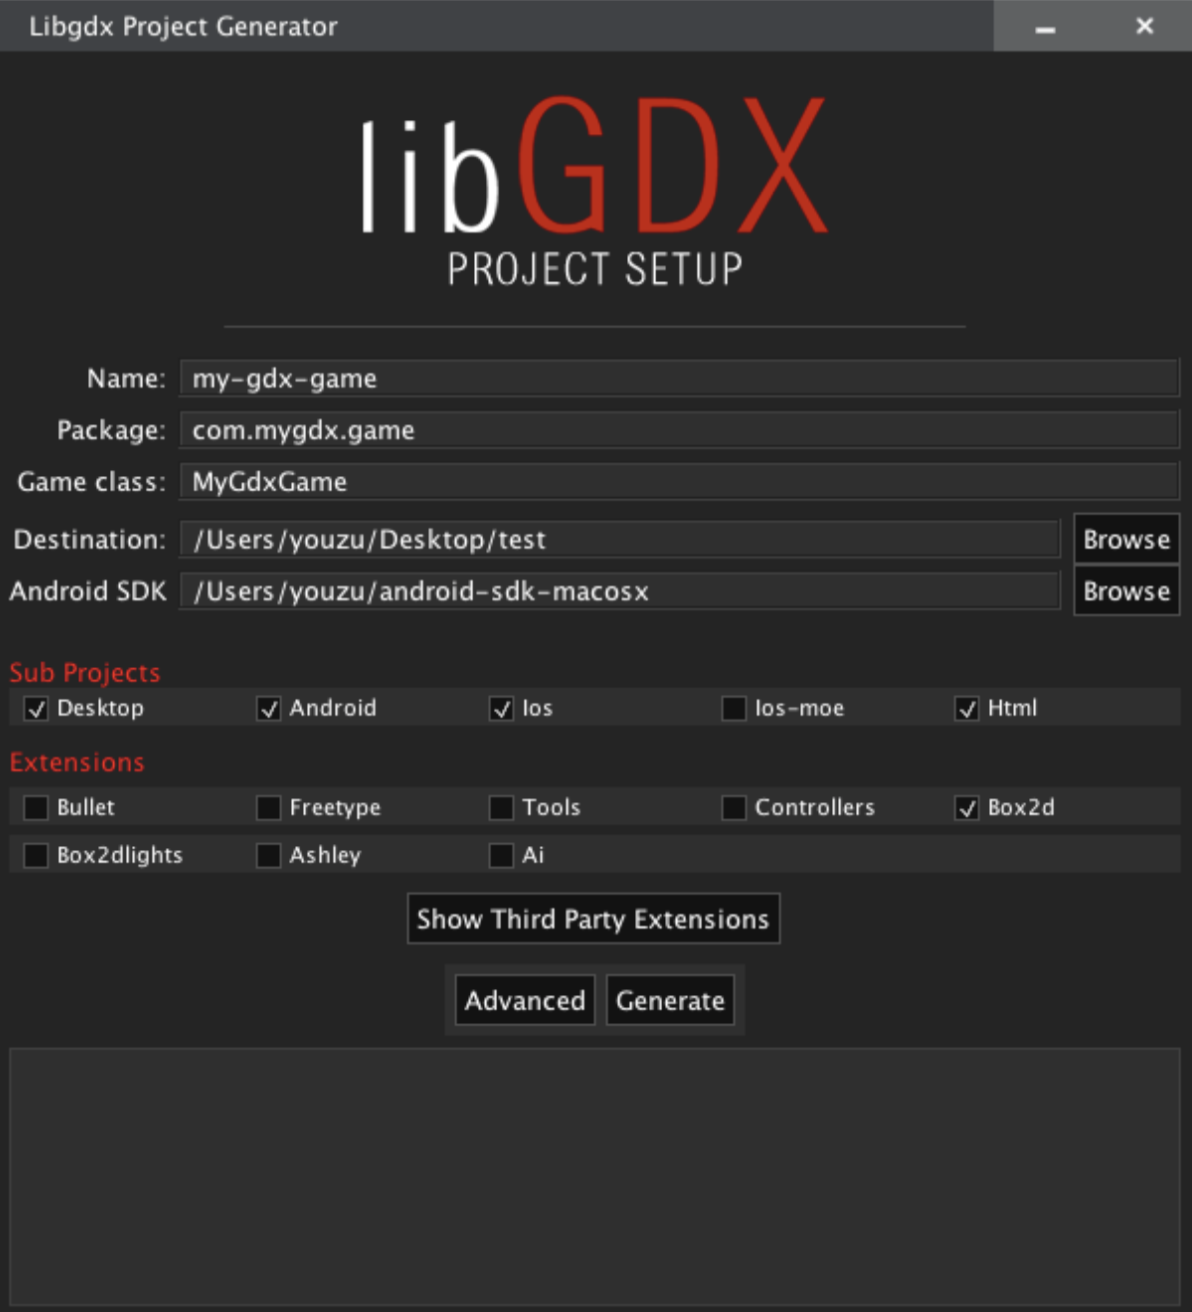 Libgdx Project Generator
libGDX
PROJECT SETUP
Name: my-gdx-game
Package: com.mygdx.game
Game class: MyGdxGame
Destination: /Users/youzu/Desktop/test Browse
Android SDK /Users/youzu/android-sdk-macosx Browse
Sub Projects
Desktop Android Ios Ios-moe Html
Extensions
Bullet Freetype Tools Controllers Box2d
Box2dlights Ashley Ai
Show Third Party Extensions
Advanced Generate